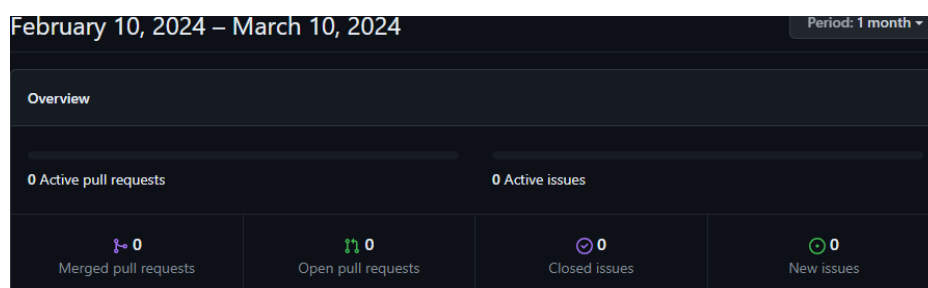 February 10, 2024 – March 10, 2024
Period: 1 month
Overview
0 Active pull requests
0 Active issues
0
Merged pull requests
0
Open pull requests
0
Closed issues
0
New issues